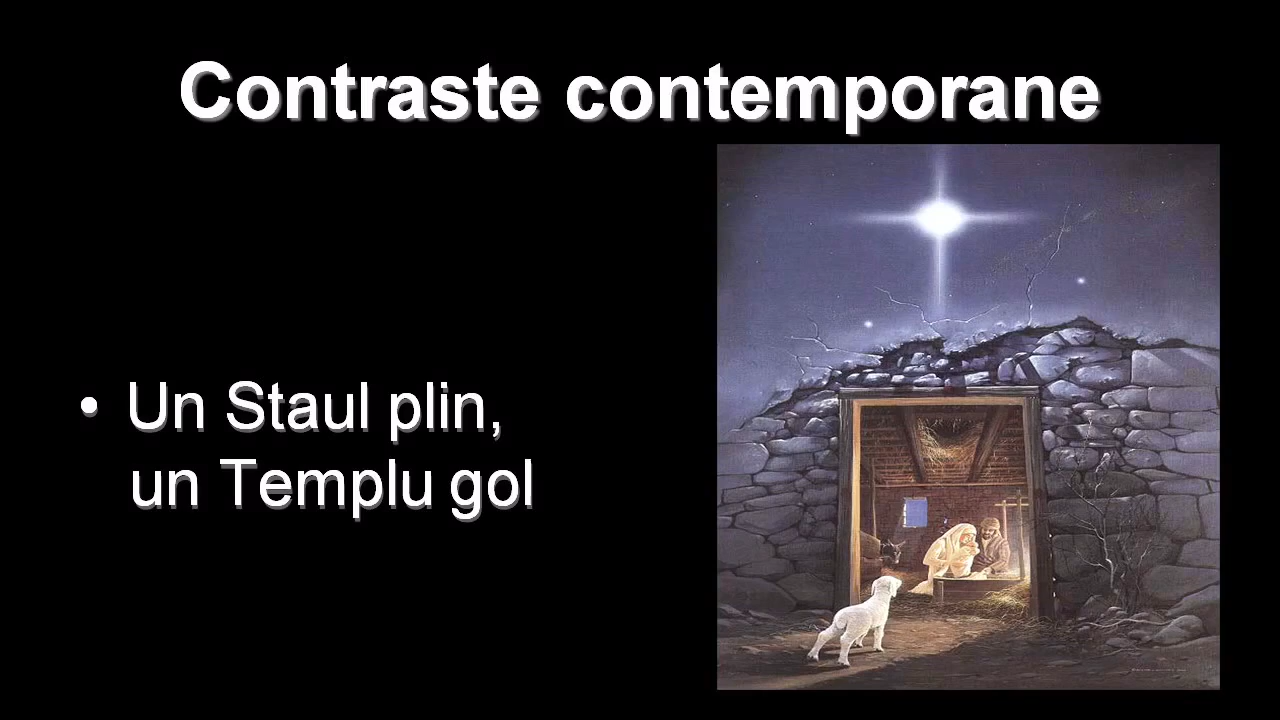 Contraste contemporane
• Un Staul plin,
un Templu gol